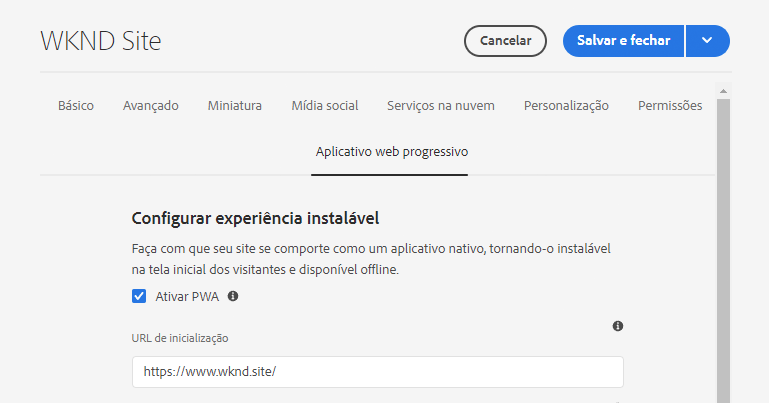 WKND Site
Cancelar
Salvar e fechar
Básico Avançado Miniatura Mídia social Serviços na nuvem Personalização Permissões
Aplicativo web progressivo
Configurar experiência instalável
Faça com que seu site se comporte como um aplicativo nativo, tornando-o instalável
na tela inicial dos visitantes e disponível offline.
Ativar PWA
URL de inicialização
https://www.wknd.site/